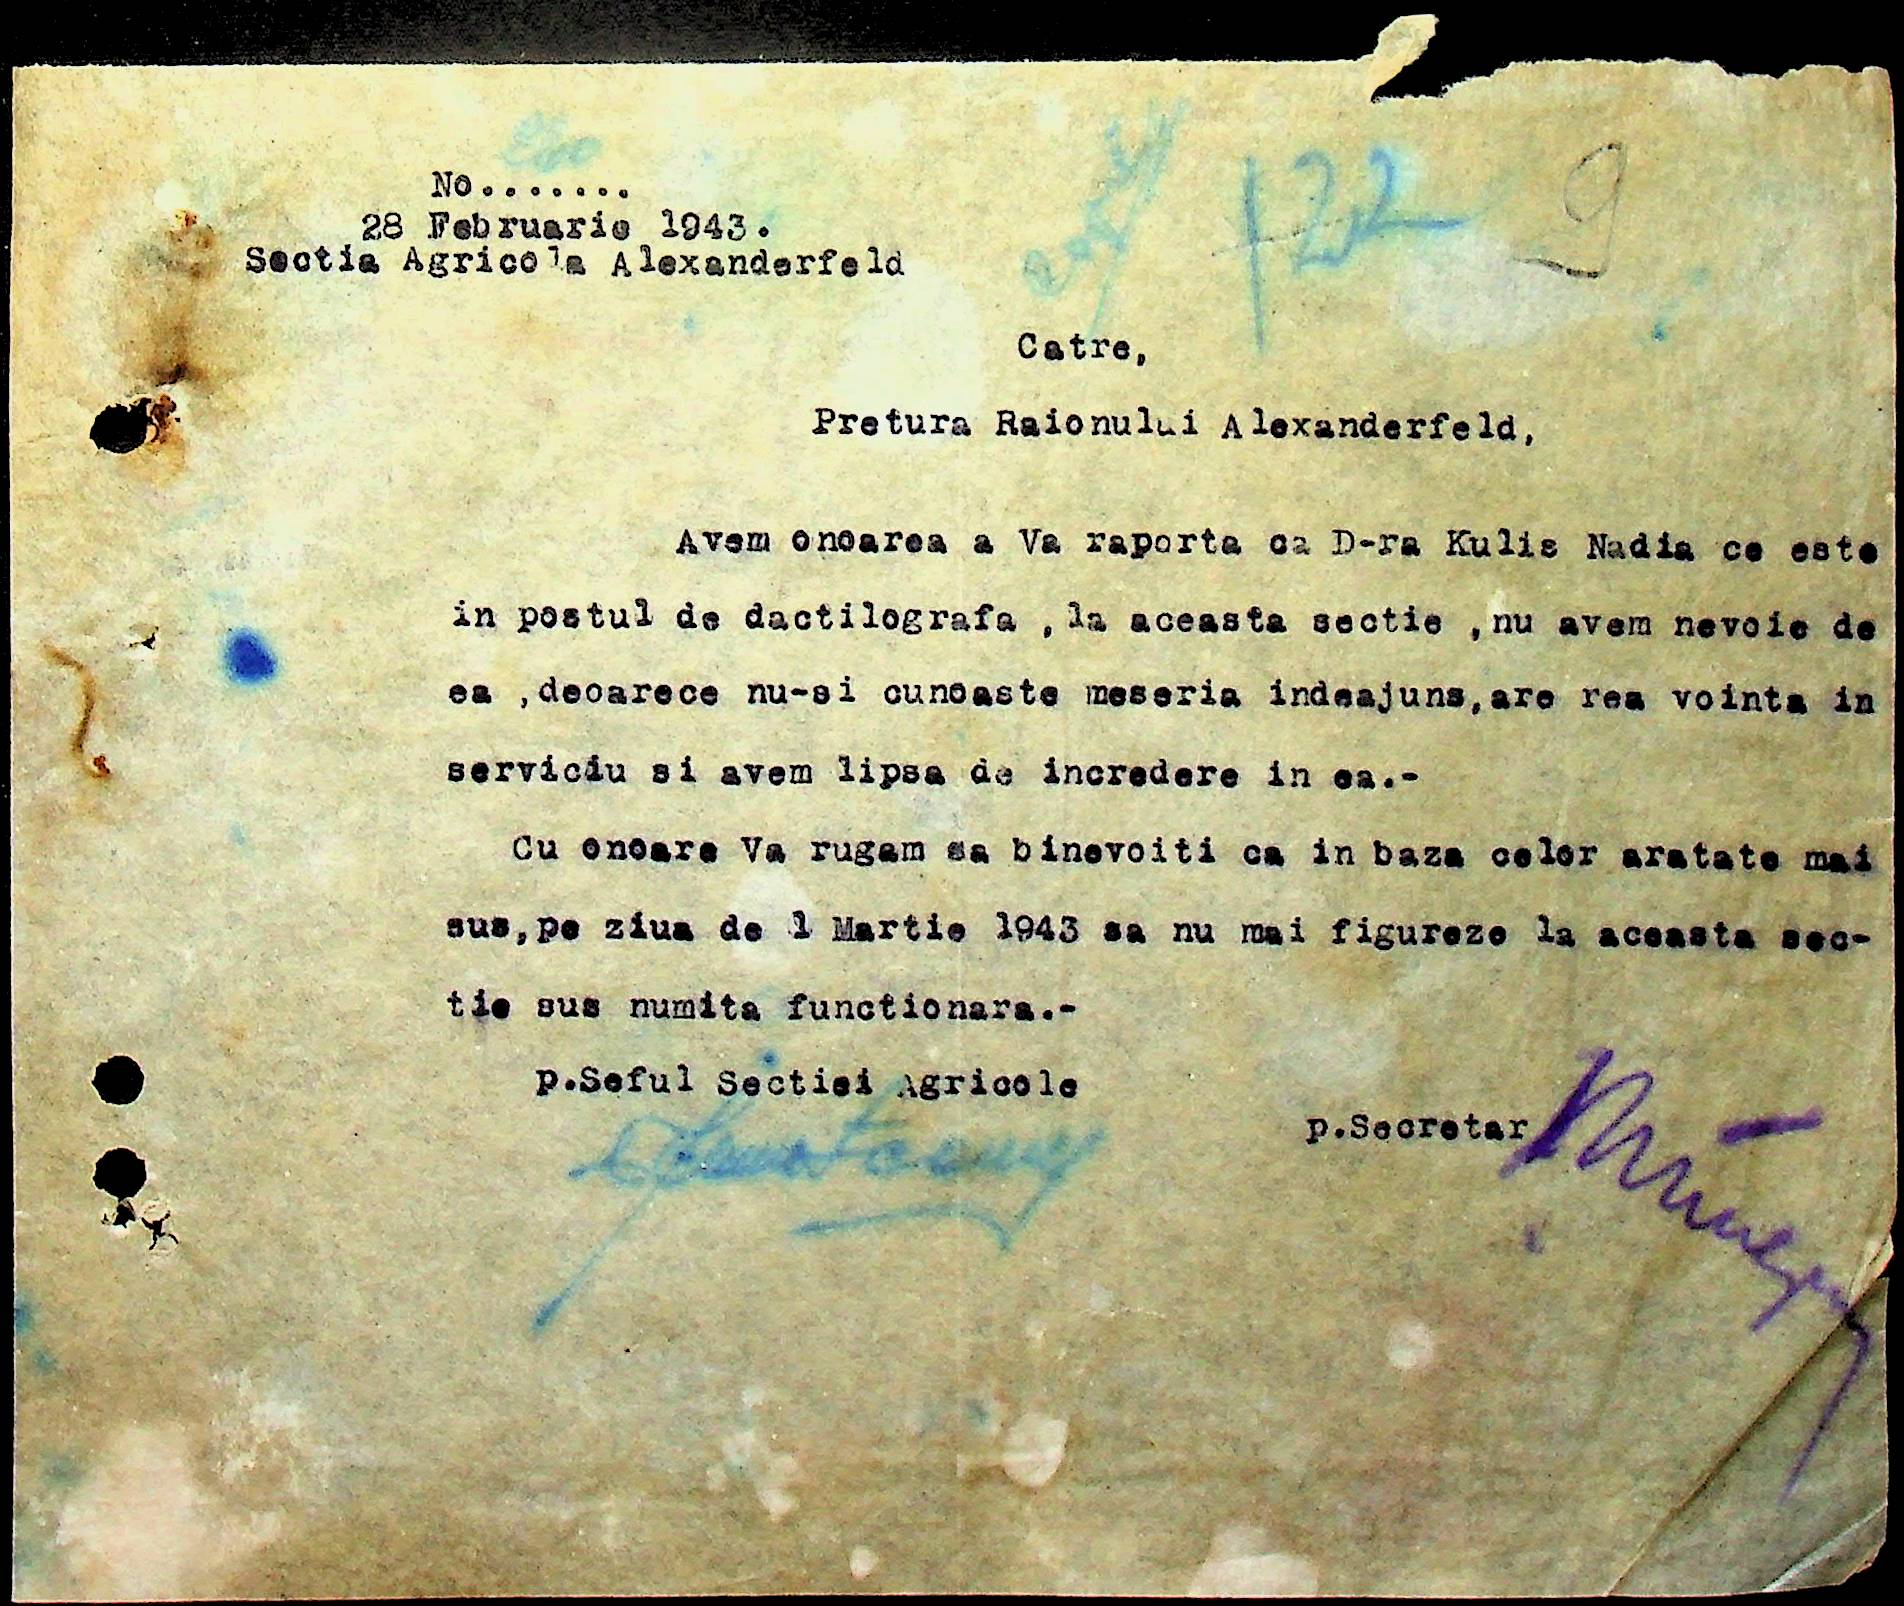 No.......
28 Februarie 1943.
Sectia Agricola Alexanderfeld
122 9
Catre,
Pretura Raionului Alexanderfeld,
Avem onoarea a Va raporta ca D-ra Kulis Nadia ce este
in postul de dactilografa , la aceasta sectie , nu avem nevoie de
ea , deoarece nu-si cunoaste meseria indeajuns, are rea vointa in
serviciu si avem lipsa de incredere in ea.-
Cu onoare Va rugam sa binevoiti ca in baza celor aratate mai
sus, pe ziua de 1 Martie 1943 sa nu mai figureze la aceasta sec-
tie sus numita functionara.-
p.Seful Sectiei Agricole
p.Secretar